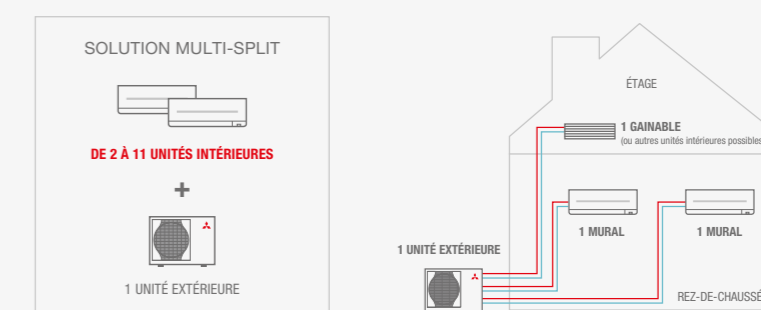 SOLUTION MULTI-SPLIT
DE 2 À 11 UNITÉS INTÉRIEURES
+
1 UNITÉ EXTÉRIEURE
ÉTAGE
1 GAINABLE
(ou autres unités intérieures possibles
1 MURAL
1 MURAL
1 UNITÉ EXTÉRIEURE
REZ-DE-CHAUSSÉ